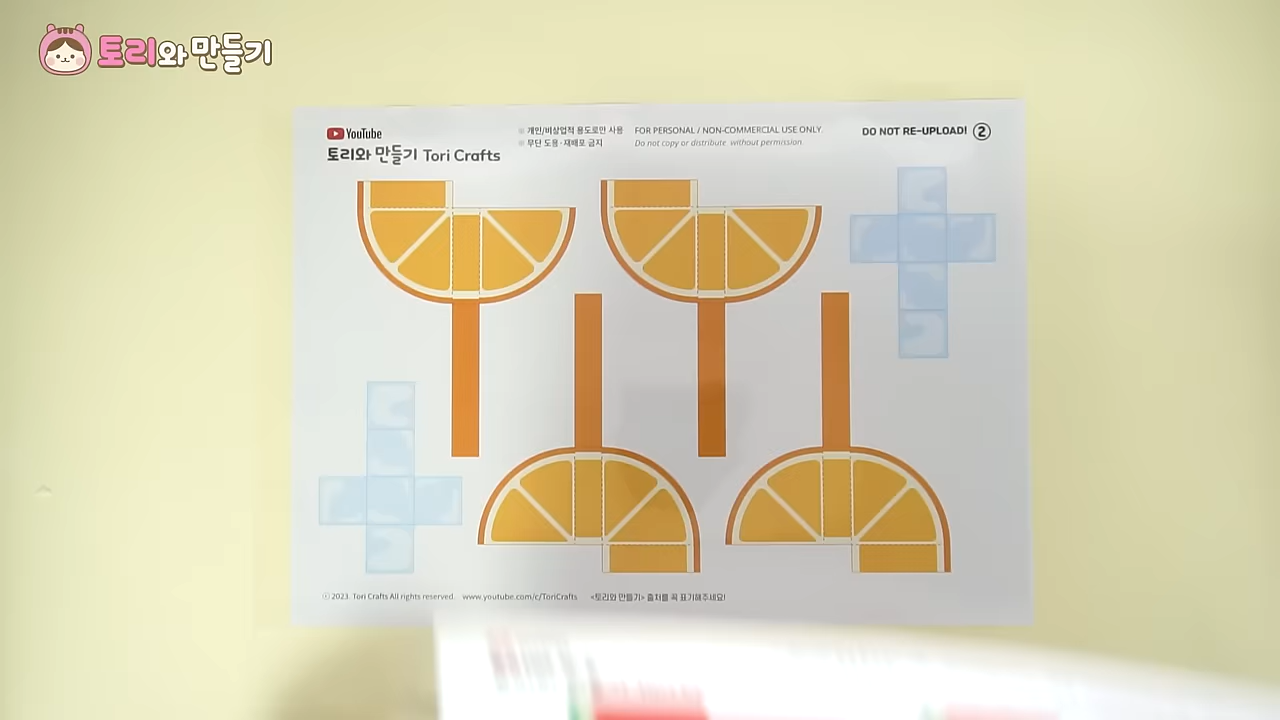 토리와 만들기
YouTube
토리와 만들기 Tori Crafts
개인/비상업적 용도로만 사용
무단 도용·재배포 금지
FOR PERSONAL / NON-COMMERCIAL USE ONLY.
Do not copy or distribute without permission.
DO NOT RE-UPLOAD! ②
ⓒ 2023. Tori Crafts All rights reserved. www.youtube.com/c/ToriCrafts <토리와 만들기> 출처를 꼭 표기해주세요!